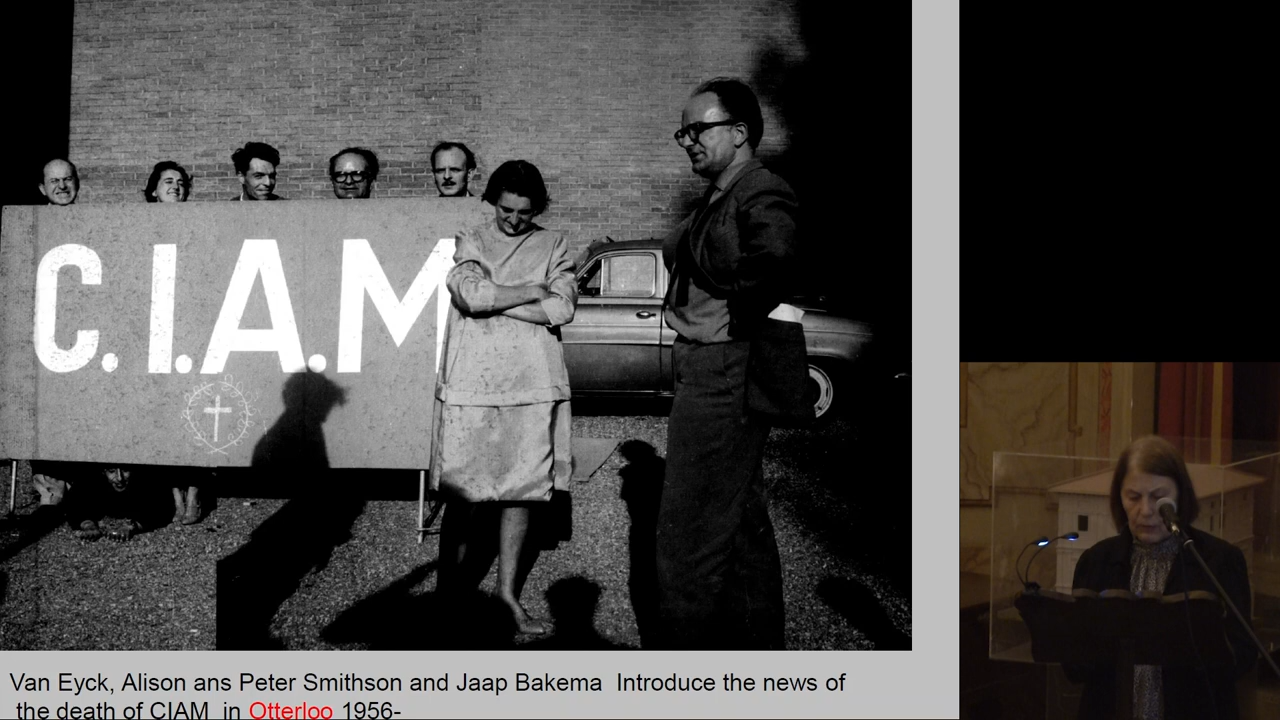 C.I.A.M
Van Eyck, Alison ans Peter Smithson and Jaap Bakema Introduce the news of
the death of CIAM in Otterloo 1956-